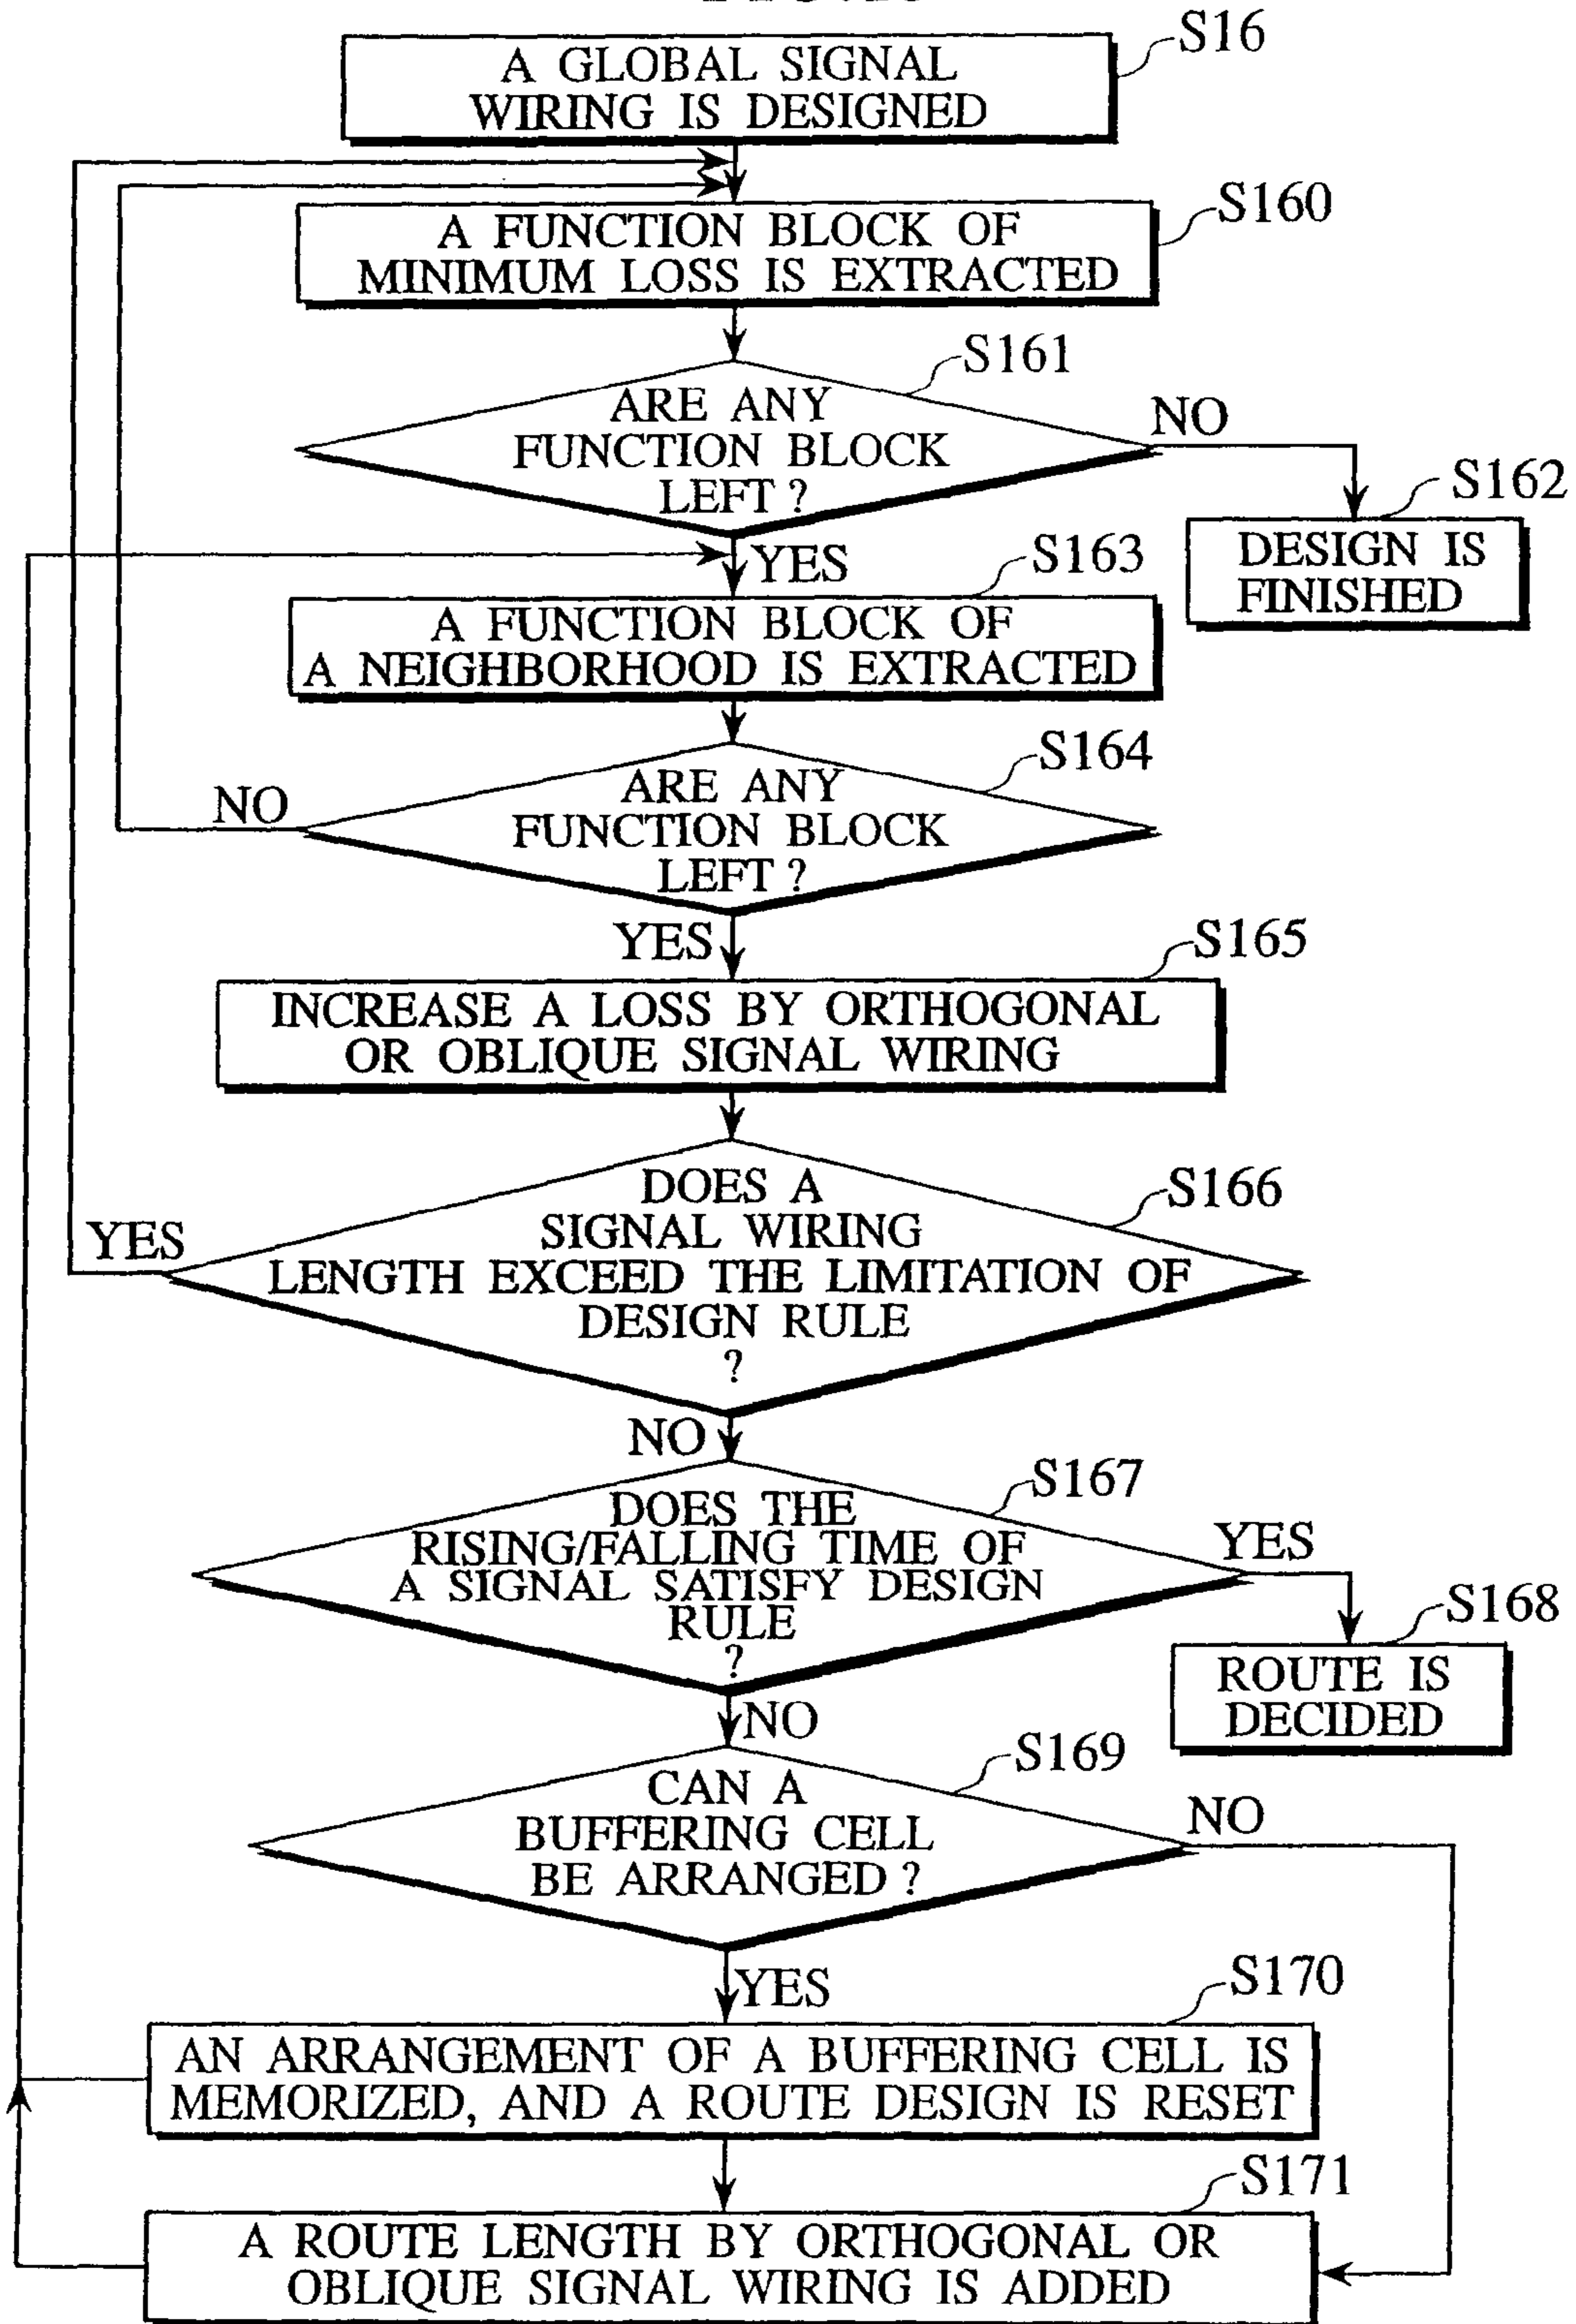 S16
A GLOBAL SIGNAL
WIRING IS DESIGNED
S160
A FUNCTION BLOCK OF
MINIMUM LOSS IS EXTRACTED
S161
ARE ANY
FUNCTION BLOCK
LEFT ?
NO
S162
DESIGN IS
FINISHED
YES
S163
A FUNCTION BLOCK OF
A NEIGHBORHOOD IS EXTRACTED
S164
ARE ANY
FUNCTION BLOCK
LEFT ?
NO
YES
S165
INCREASE A LOSS BY ORTHOGONAL
OR OBLIQUE SIGNAL WIRING
S166
DOES A
SIGNAL WIRING
LENGTH EXCEED THE LIMITATION OF
DESIGN RULE
?
YES
NO
S167
DOES THE
RISING/FALLING TIME OF
A SIGNAL SATISFY DESIGN
RULE
?
YES
S168
ROUTE IS
DECIDED
NO
S169
CAN A
BUFFERING CELL
BE ARRANGED ?
NO
YES
S170
AN ARRANGEMENT OF A BUFFERING CELL IS
MEMORIZED, AND A ROUTE DESIGN IS RESET
S171
A ROUTE LENGTH BY ORTHOGONAL OR
OBLIQUE SIGNAL WIRING IS ADDED